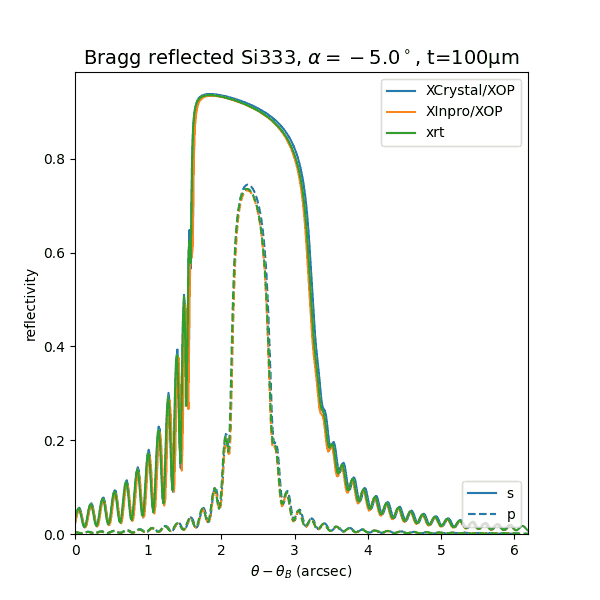 Bragg reflected Si333, α = −5.0°, t=100μm
XCrystal/XOP
XInpro/XOP
xrt
reflectivity
0.8
0.6
0.4
0.2
0.0
s
p
0 1 2 3 4 5 6
θ − θ_B (arcsec)